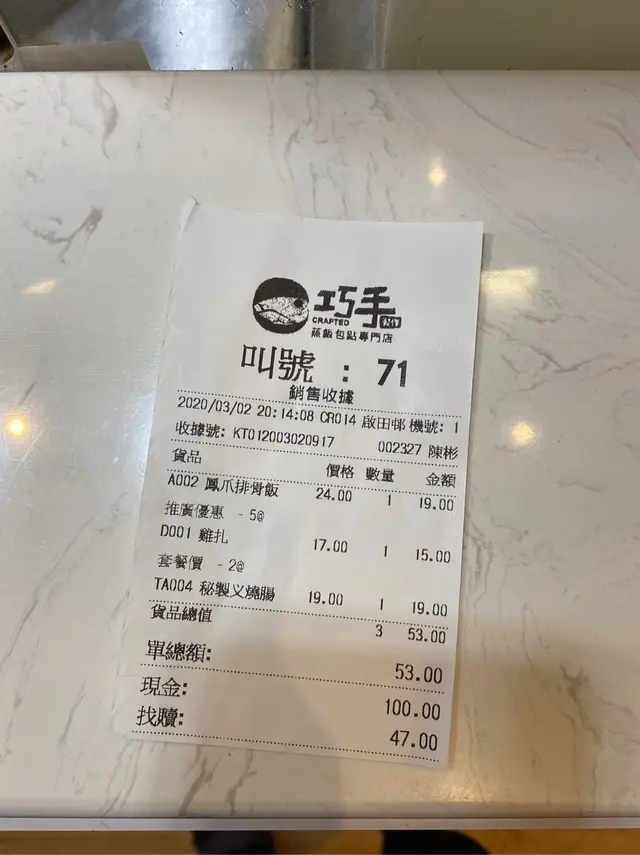 巧手
CRAFTED 製作
蒸飯包點專門店
叫號 : 71
銷售收據
2020/03/02 20:14:08 CR014 啟田邨 機號: 1
收據號: KT012003020917 002327 陳彬
貨品 價格 數量 金額
A002 鳳爪排骨飯 24.00 1 19.00
推廣優惠 -5@
D001 雞扎 17.00 1 15.00
套餐價 -2@
TA004 秘製义燒腸 19.00 1 19.00
貨品總值 3 53.00
單總額: 53.00
現金: 100.00
找贖: 47.00